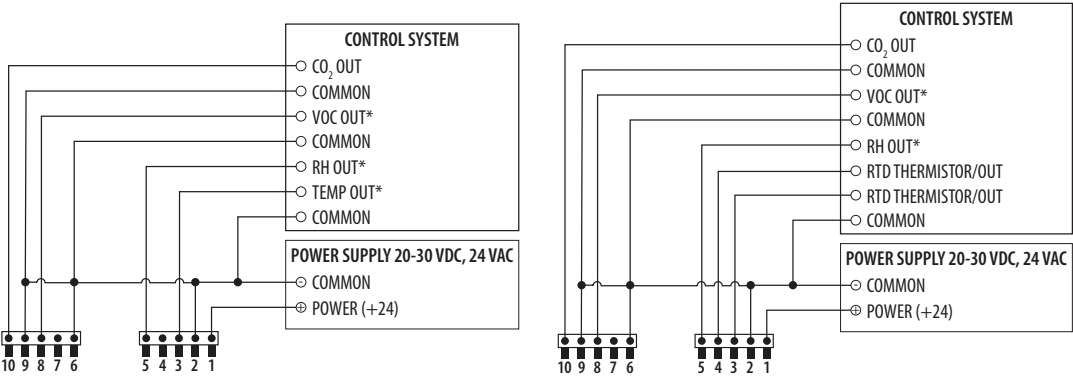 CONTROL SYSTEM
CO₂ OUT
COMMON
VOC OUT*
COMMON
RH OUT*
TEMP OUT*
COMMON
POWER SUPPLY 20-30 VDC, 24 VAC
COMMON
POWER (+24)
10 9 8 7 6 5 4 3 2 1
CONTROL SYSTEM
CO₂ OUT
COMMON
VOC OUT*
COMMON
RH OUT*
RTD THERMISTOR/OUT
RTD THERMISTOR/OUT
COMMON
POWER SUPPLY 20-30 VDC, 24 VAC
COMMON
POWER (+24)
10 9 8 7 6 5 4 3 2 1